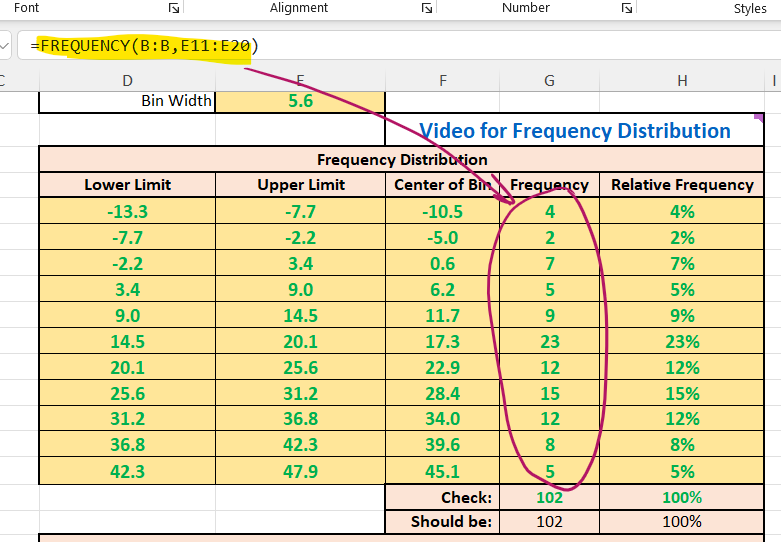 Font Alignment Number Styles
=FREQUENCY(B:B,E11:E20)
D E F G H I
Bin Width 5.6
Video for Frequency Distribution
Frequency Distribution
Lower Limit Upper Limit Center of Bin Frequency Relative Frequency
-13.3 -7.7 -10.5 4 4%
-7.7 -2.2 -5.0 2 2%
-2.2 3.4 0.6 7 7%
3.4 9.0 6.2 5 5%
9.0 14.5 11.7 9 9%
14.5 20.1 17.3 23 23%
20.1 25.6 22.9 12 12%
25.6 31.2 28.4 15 15%
31.2 36.8 34.0 12 12%
36.8 42.3 39.6 8 8%
42.3 47.9 45.1 5 5%
Check: 102 100%
Should be: 102 100%